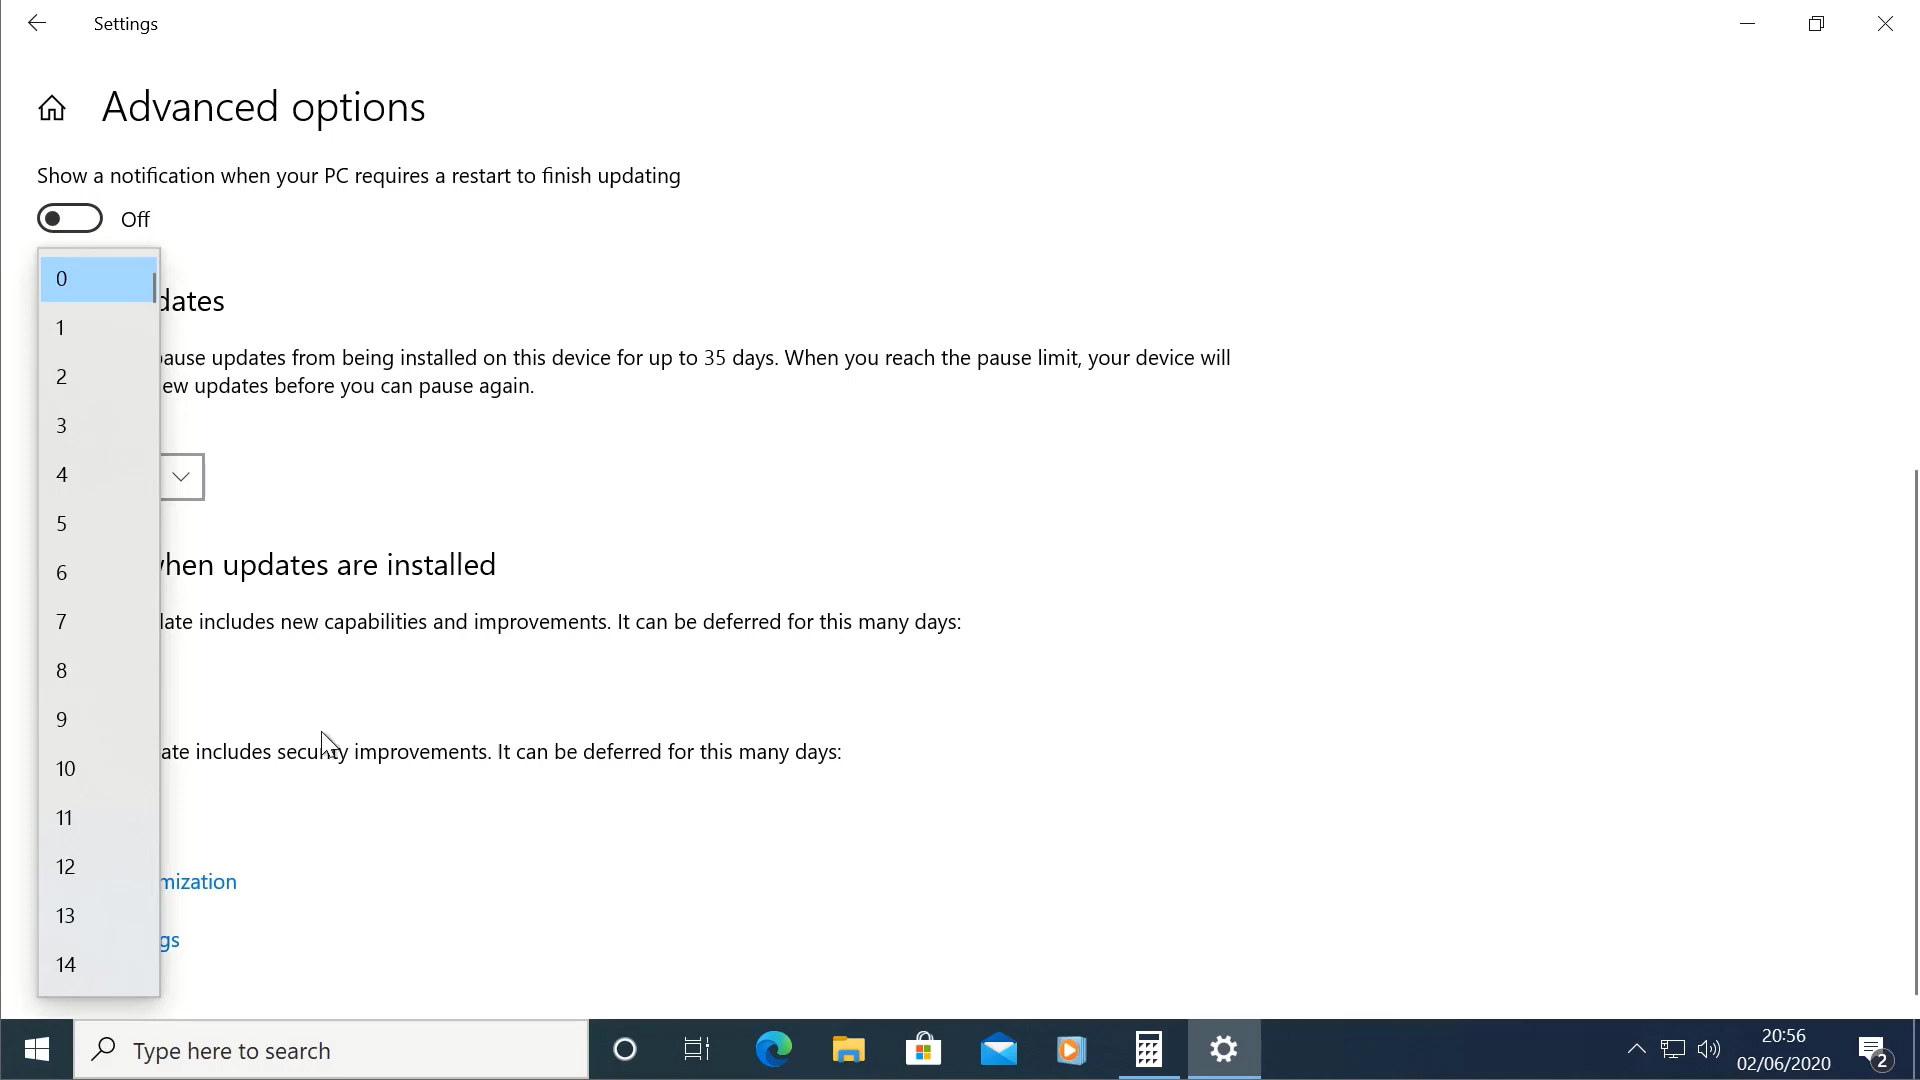 Settings
Advanced options
Show a notification when your PC requires a restart to finish updating
Off
0
dates
1
ause updates from being installed on this device for up to 35 days. When you reach the pause limit, your device will
2
ew updates before you can pause again.
3
4
5
when updates are installed
6
7
late includes new capabilities and improvements. It can be deferred for this many days:
8
9
ate includes security improvements. It can be deferred for this many days:
10
11
12
mization
13
gs
14
Type here to search
20:56
02/06/2020
2